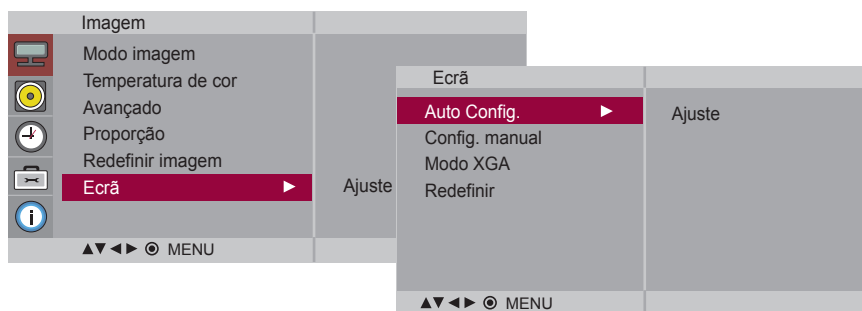 Imagem
Modo imagem
Temperatura de cor
Avançado
Proporção
Redefinir imagem
Ecrã ►
Ajuste
▲▼◄► ◉ MENU
Ecrã
Auto Config. ►
Ajuste
Config. manual
Modo XGA
Redefinir
▲▼◄► ◉ MENU